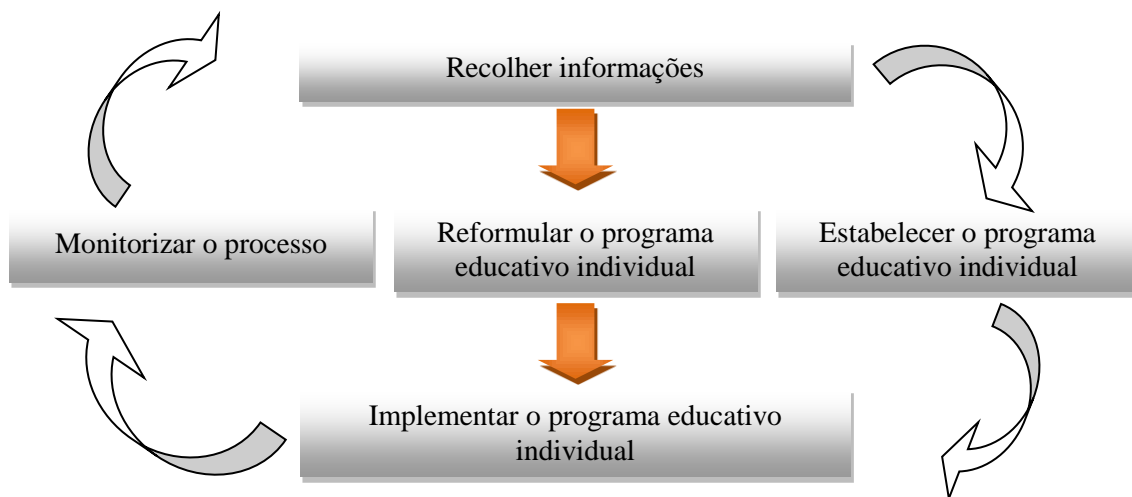 Recolher informações
Monitorizar o processo
Reformular o programa
educativo individual
Estabelecer o programa
educativo individual
Implementar o programa educativo
individual